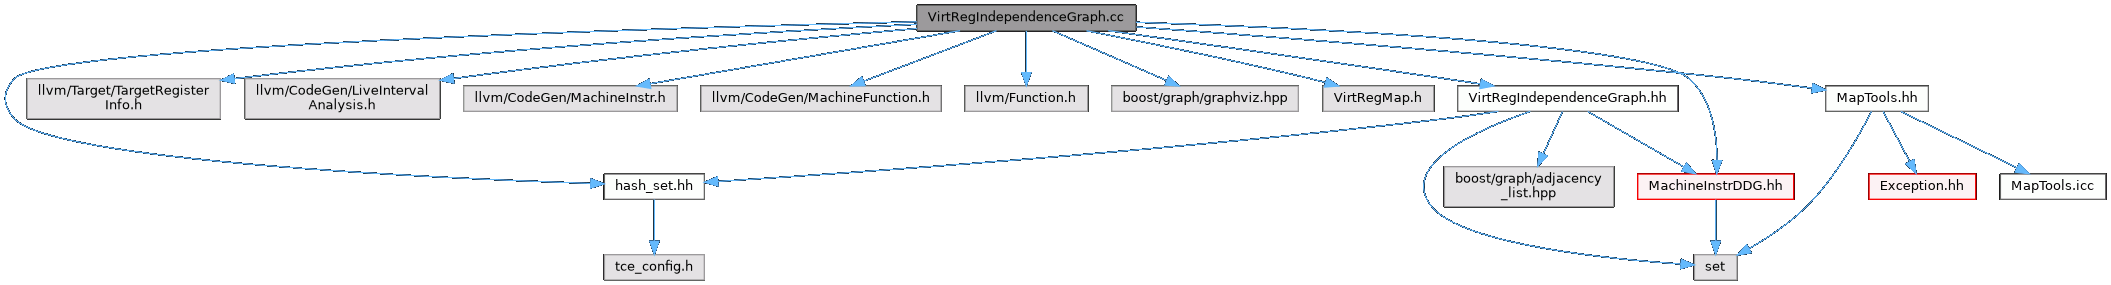 VirtRegIndependenceGraph.cc
llvm/Target/TargetRegister
Info.h
llvm/CodeGen/LiveInterval
Analysis.h
llvm/CodeGen/MachineInstr.h
llvm/CodeGen/MachineFunction.h
llvm/Function.h
boost/graph/graphviz.hpp
VirtRegMap.h
VirtRegIndependenceGraph.hh
MapTools.hh
hash_set.hh
boost/graph/adjacency
_list.hpp
MachineInstrDDG.hh
Exception.hh
MapTools.icc
tce_config.h
set